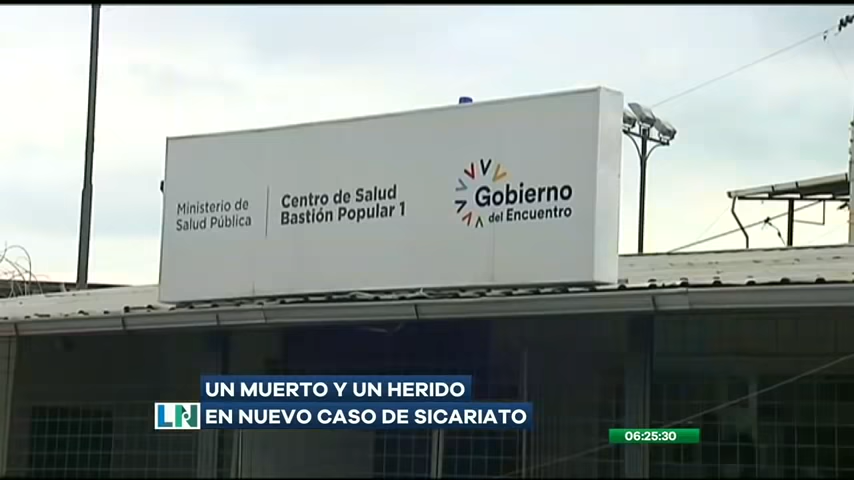 Ministerio de
Salud Pública
Centro de Salud
Bastión Popular 1
Gobierno
del Encuentro
UN MUERTO Y UN HERIDO
LN EN NUEVO CASO DE SICARIATO
06:25:30